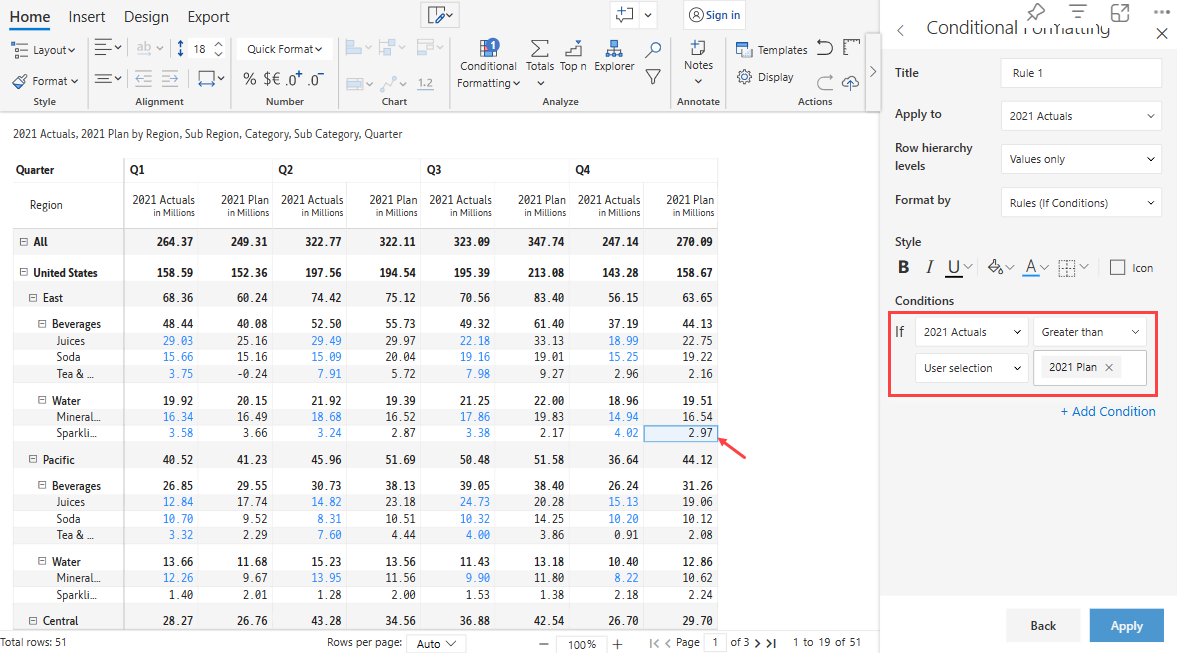 Home Insert Design Export
Sign in
Layout
Format
Style
ab
18
Alignment
Quick Format
% $€ .0+ .0-
Number
1.2
Chart
1
Conditional Formatting
Totals
Top n
Explorer
Analyze
Notes
Annotate
Templates
Display
Actions
2021 Actuals, 2021 Plan by Region, Sub Region, Category, Sub Category, Quarter
Quarter Q1 Q2 Q3 Q4
Region 2021 Actuals 2021 Plan 2021 Actuals 2021 Plan 2021 Actuals 2021 Plan 2021 Actuals 2021 Plan
in Millions in Millions in Millions in Millions in Millions in Millions in Millions in Millions
All 264.37 249.31 322.77 322.11 323.09 347.74 247.14 270.09
United States 158.59 152.36 197.56 194.54 195.39 213.08 143.28 158.67
East 68.36 60.24 74.42 75.12 70.56 83.40 56.15 63.65
Beverages 48.44 40.08 52.50 55.73 49.32 61.40 37.19 44.13
Juices 29.03 25.16 29.49 29.97 22.18 33.13 18.99 22.75
Soda 15.66 15.16 15.09 20.04 19.16 19.01 15.25 19.22
Tea & ... 3.75 -0.24 7.91 5.72 7.98 9.27 2.96 2.16
Water 19.92 20.15 21.92 19.39 21.25 22.00 18.96 19.51
Mineral... 16.34 16.49 18.68 16.52 17.86 19.83 14.94 16.54
Sparkli... 3.58 3.66 3.24 2.87 3.38 2.17 4.02 2.97
Pacific 40.52 41.23 45.96 51.69 50.48 51.58 36.64 44.12
Beverages 26.85 29.55 30.73 38.13 39.05 38.40 26.24 31.26
Juices 12.84 17.74 14.82 23.18 24.73 20.28 15.13 19.06
Soda 10.70 9.52 8.31 10.51 10.32 14.25 10.20 10.12
Tea & ... 3.32 2.29 7.60 4.44 4.00 3.86 0.91 2.08
Water 13.66 11.68 15.23 13.56 11.43 13.18 10.40 12.86
Mineral... 12.26 9.67 13.95 11.56 9.90 11.80 8.22 10.62
Sparkli... 1.40 2.01 1.28 2.00 1.53 1.38 2.18 2.24
Central 28.27 26.76 43.28 34.56 36.88 42.54 26.70 29.70
Total rows: 51 Rows per page: Auto 100% Page 1 of 3 1 to 19 of 51
Conditional Formatting
Title Rule 1
Apply to 2021 Actuals
Row hierarchy levels Values only
Format by Rules (If Conditions)
Style
B I U A Icon
Conditions
If 2021 Actuals Greater than
User selection 2021 Plan
+ Add Condition
Back Apply